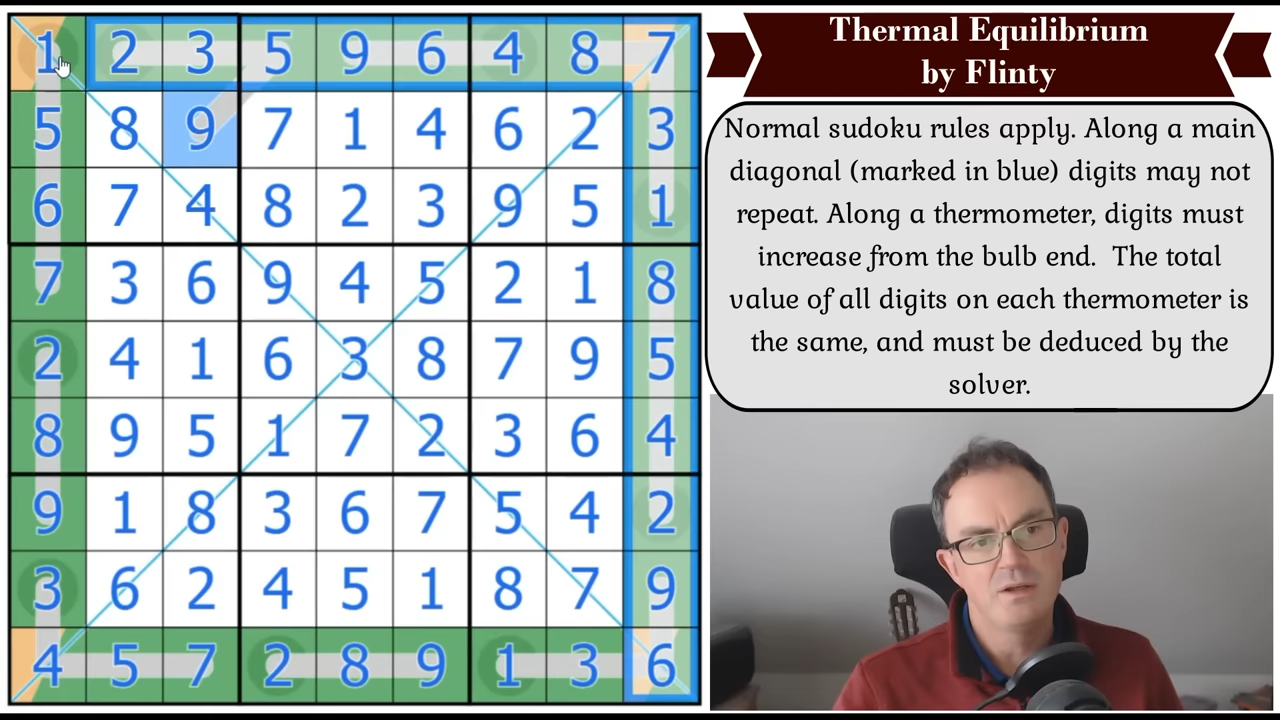 Thermal Equilibrium
by Flinty
1 2 3 5 9 6 4 8 7
5 8 9 7 1 4 6 2 3
6 7 4 8 2 3 9 5 1
7 3 6 9 4 5 2 1 8
2 4 1 6 3 8 7 9 5
8 9 5 1 7 2 3 6 4
9 1 8 3 6 7 5 4 2
3 6 2 4 5 1 8 7 9
4 5 7 2 8 9 1 3 6
Normal sudoku rules apply. Along a main
diagonal (marked in blue) digits may not
repeat. Along a thermometer, digits must
increase from the bulb end. The total
value of all digits on each thermometer is
the same, and must be deduced by the
solver.